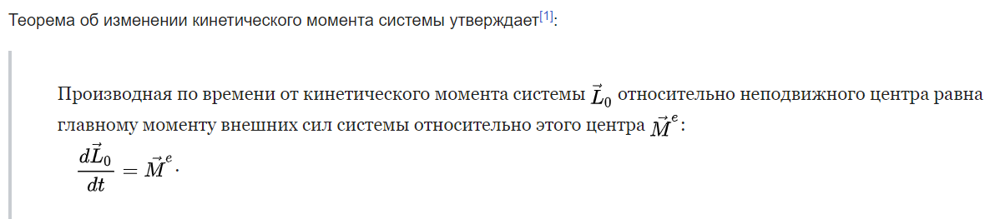 Теорема об изменении кинетического момента системы утверждает[1]:
Производная по времени от кинетического момента системы $\vec{L}_0$ относительно неподвижного центра равна
главному моменту внешних сил системы относительно этого центра $\vec{M}^e$:
$\frac{d\vec{L}_0}{dt} = \vec{M}^e$.